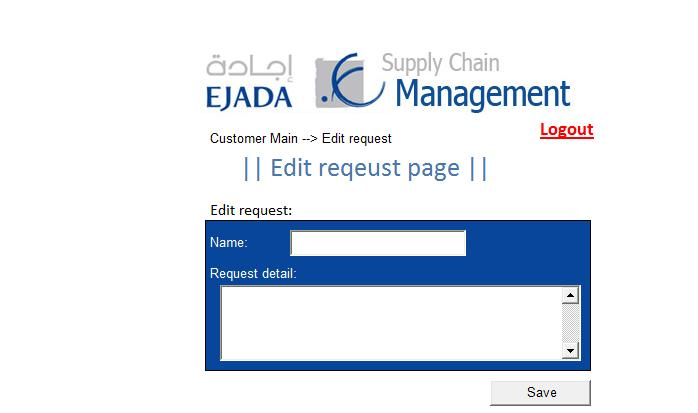 إجادة
EJADA
Supply Chain
Management
Logout
Customer Main --> Edit request
|| Edit reqeust page ||
Edit request:
Name:
Request detail:
Save